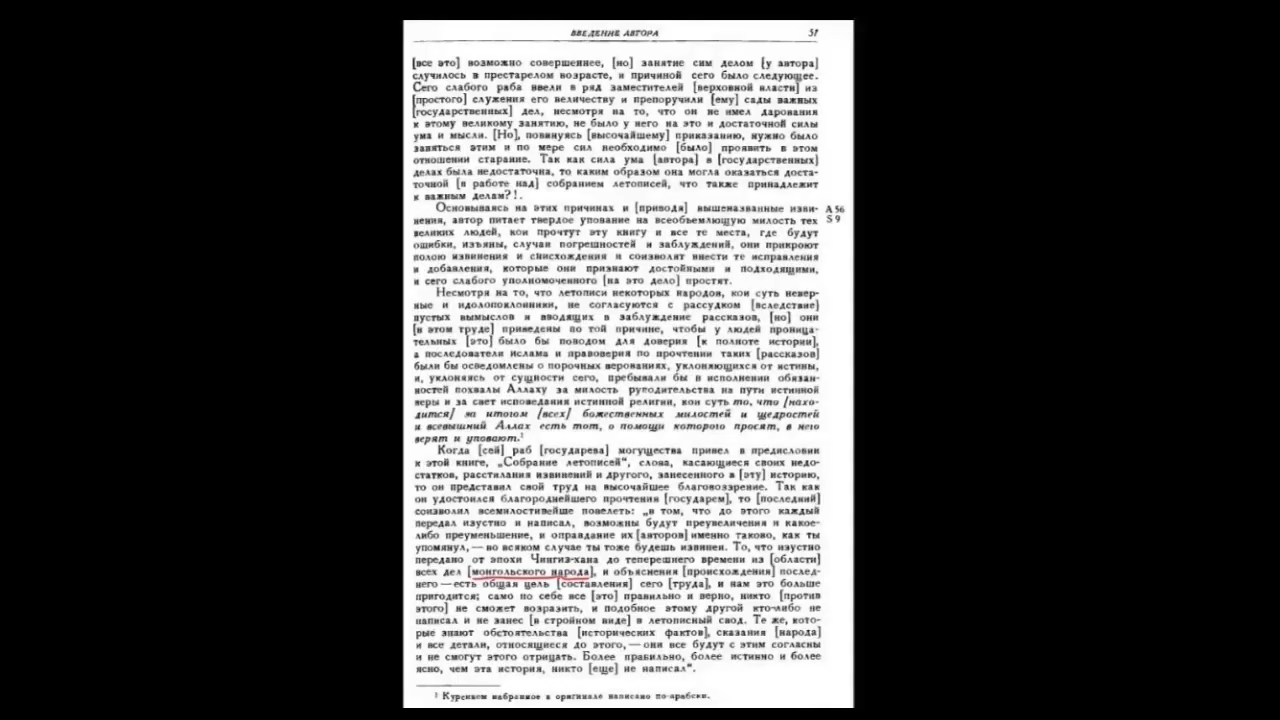 ВВЕДЕНИЕ АВТОРА 57
[все это] возможно совершеннее, [но] занятие сим делом [у автора]
случилось в престарелом возрасте, и причиной сего было следующее.
Сего слабого раба ввели в ряд заместителей [верховной власти] из
[простого] служения его величеству и препоручили [ему] сады важных
[государственных] дел, несмотря на то, что он не имел дарования
к этому великому занятию, не было у него на это и достаточной силы
ума и мысли. [Но], повинуясь [высочайшему] приказанию, нужно было
заняться этим и по мере сил необходимо [было] проявить в этом
отношении старание. Так как сила ума [автора] в [государственных]
делах была недостаточна, то каким образом она могла оказаться доста-
точной [в работе над] собранием летописей, что также принадлежит
к важным делам?!.
Основываясь на этих причинах и [приводя] вышеназванные изви- А 56
нения, автор питает твердое упование на всеобъемлющую милость тех S 9
великих людей, кои прочтут эту книгу и все те места, где будут
ошибки, изъяны, случаи погрешностей и заблуждений, они прикроют
полою извинения и снисхождения и соизволят внести те исправления
и добавления, которые они признают достойными и подходящими,
и сего слабого уполномоченного [на это дело] простят.
Несмотря на то, что летописи некоторых народов, кои суть невер-
ные и идолопоклонники, не согласуются с рассудком [вследствие]
пустых вымыслов и вводящих в заблуждение рассказов, [но] они
[в этом труде] приведены по той причине, чтобы у людей проница-
тельных [это] было бы поводом для доверия [к полноте истории],
а последователи ислама и правоверия по прочтении таких [рассказов]
были бы осведомлены о порочных верованиях, уклоняющихся от истины,
и, уклоняясь от сущности сего, пребывали бы в исполнении обязан-
ностей похвалы Аллаху за милость руподительства на пути истинной
веры и за свет исповедания истинной религии, кои суть то, что [нахо-
дится] за итогом [всех] божественных милостей и щедростей
и всевышний Аллах есть тот, о помощи которого просят, в него
верят и уповают.¹
Когда [сей] раб [государева] могущества привел в предисловии
к этой книге, „Собрание летописей“, слова, касающиеся своих недо-
статков, расстилания извинений и другого, занесенного в [эту] историю,
то он представил свой труд на высочайшее благовоззрение. Так как
он удостоился благороднейшего прочтения [государем], то [последний]
соизволил всемилостивейше повелеть: „в том, что до этого каждый
передал изустно и написал, возможны будут преувеличения и какое-
либо преуменьшение, и оправдание их [авторов] именно таково, как ты
упомянул, — во всяком случае ты тоже будешь извинен. То, что изустно
передано от эпохи Чингиз-хана до теперешнего времени из [области]
всех дел [монгольского народа], и объяснения [происхождения] послед-
него — есть общая цель [составления] сего [труда], и нам это больше
пригодится; само по себе все [это] правильно и верно, никто [против
этого] не сможет возразить, и подобное этому другой кто-либо не
написал и не занес [в стройном виде] в летописный свод. Те же, кото-
рые знают обстоятельства [исторических фактов], сказания [народа]
и все детали, относящиеся до этого, — они все будут с этим согласны
и не смогут этого отрицать. Более правильно, более истинно и более
ясно, чем эта история, никто [еще] не написал“.
¹ Курсивом набранное в оригинале написано по-арабски.